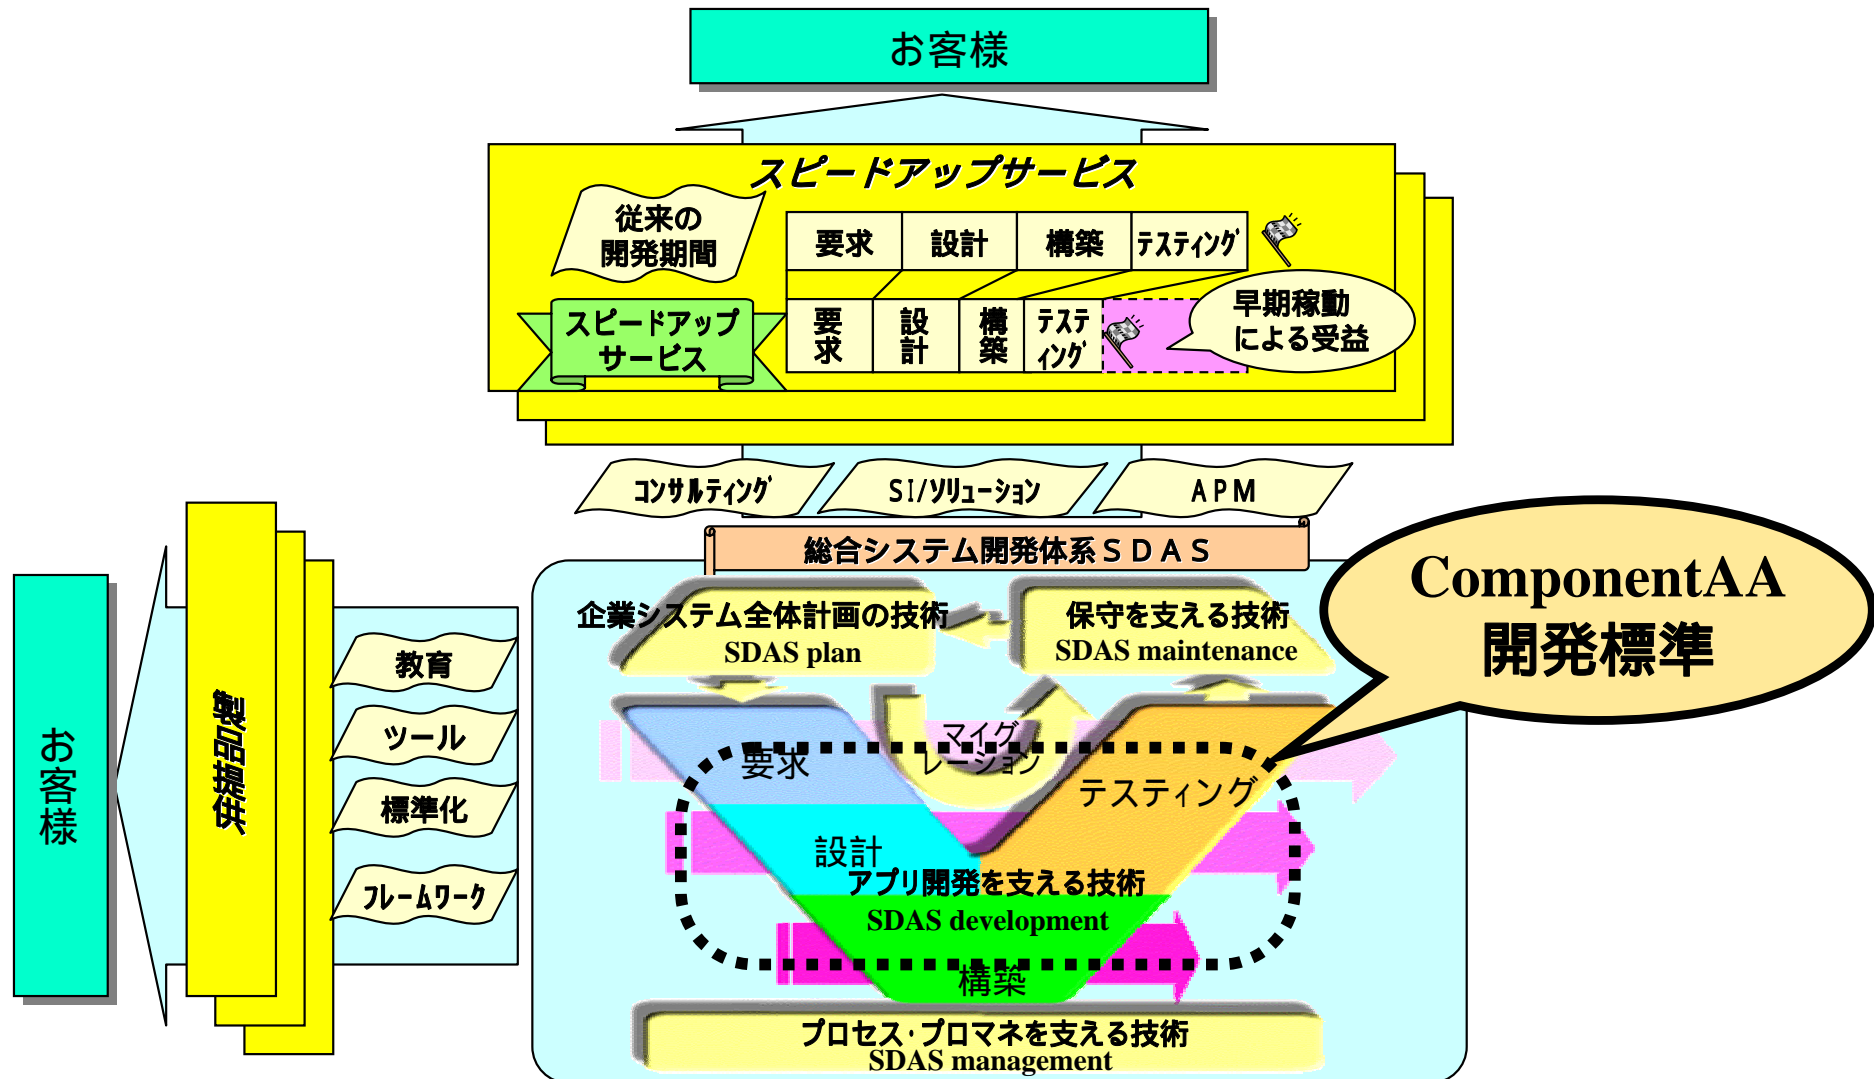 お客様
スピードアップサービス
従来の
開発期間
要求
設計
構築
テスティング
スピードアップ
サービス
要
求
設
計
構
築
テステ
ィング
早期稼動
による受益
コンサルティング
SI/ソリューション
ＡＰＭ
総合システム開発体系ＳＤＡＳ
ComponentAA
開発標準
企業システム全体計画の技術
SDAS plan
保守を支える技術
SDAS maintenance
お客様
製品提供
教育
ツール
標準化
フレームワーク
マイグ
レーション
要求
テスティング
設計
アプリ開発を支える技術
SDAS development
構築
プロセス・プロマネを支える技術
SDAS management